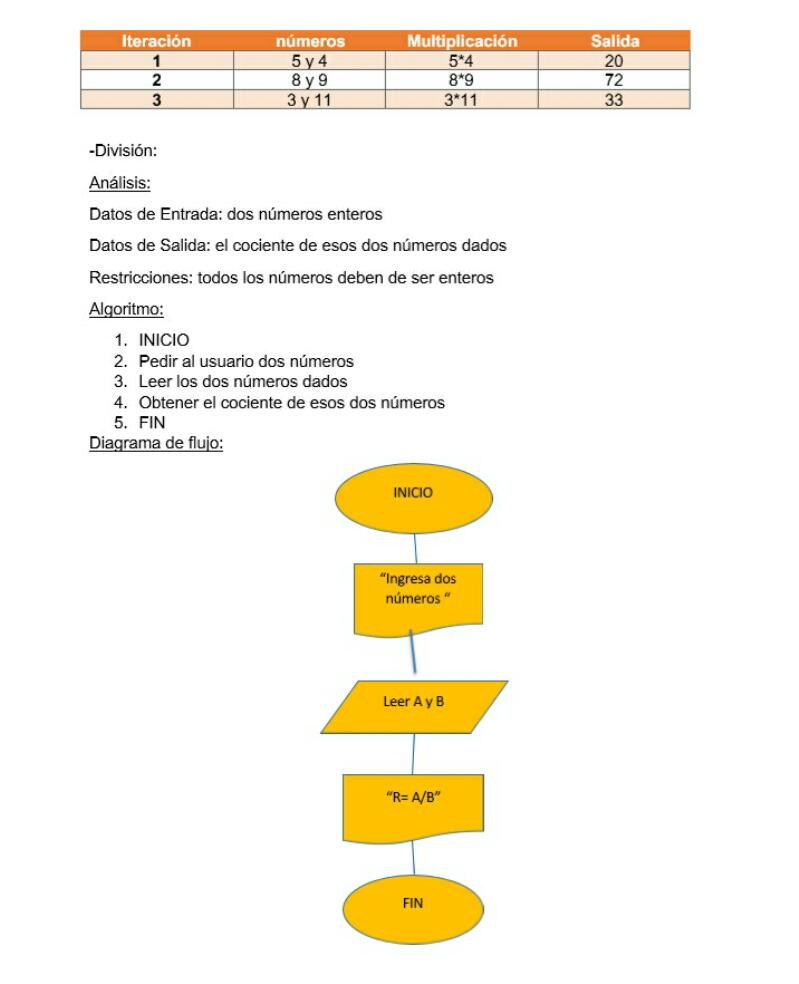 Iteración números Multiplicación Salida
1 5 y 4 5*4 20
2 8 y 9 8*9 72
3 3 y 11 3*11 33
-División:
Análisis:
Datos de Entrada: dos números enteros
Datos de Salida: el cociente de esos dos números dados
Restricciones: todos los números deben de ser enteros
Algoritmo:
1. INICIO
2. Pedir al usuario dos números
3. Leer los dos números dados
4. Obtener el cociente de esos dos números
5. FIN
Diagrama de flujo:
INICIO
“Ingresa dos
números “
Leer A y B
“R= A/B”
FIN